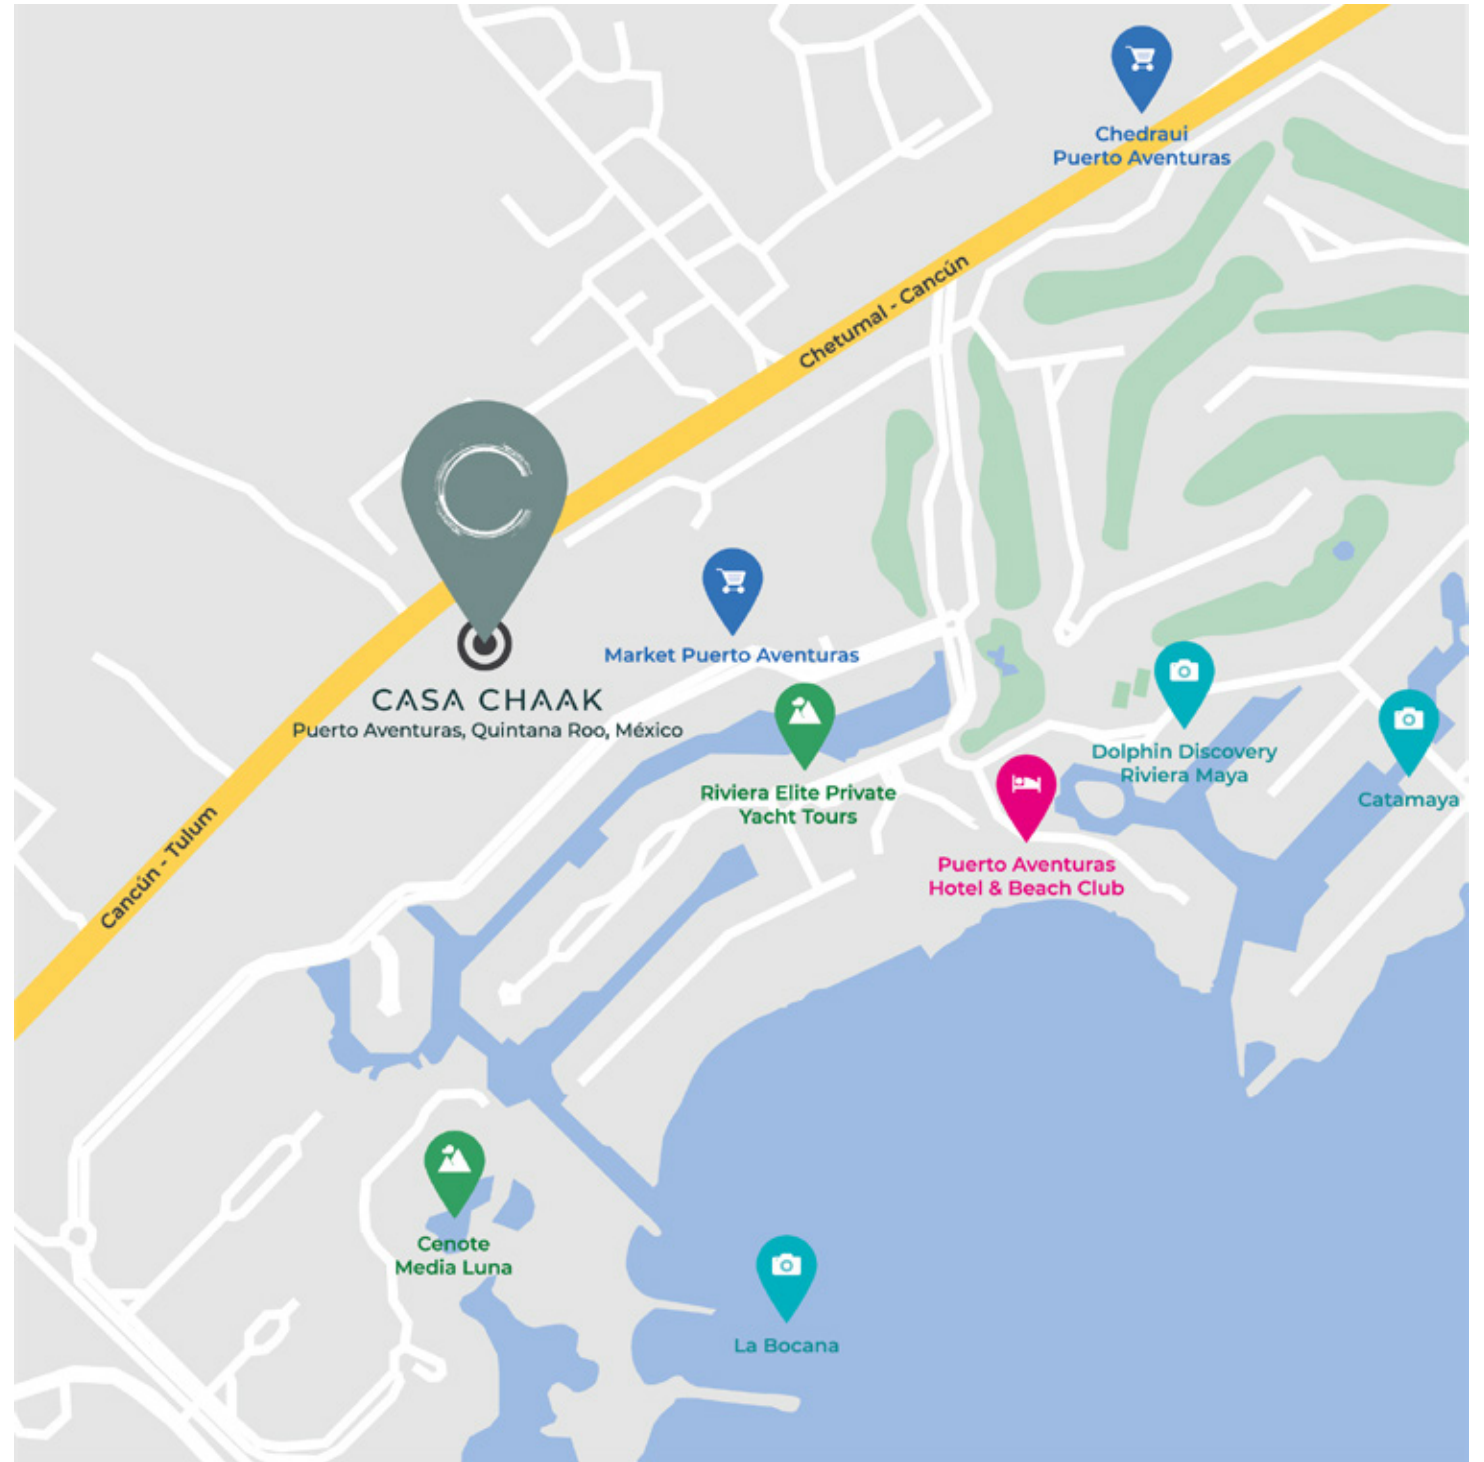 Chedraui
Puerto Aventuras
Chetumal - Cancún
C
Market Puerto Aventuras
CASA CHAAK
Puerto Aventuras, Quintana Roo, México
Riviera Elite Private
Yacht Tours
Dolphin Discovery
Riviera Maya
Catamaya
Cancún - Tulum
Puerto Aventuras
Hotel & Beach Club
Cenote
Media Luna
La Bocana